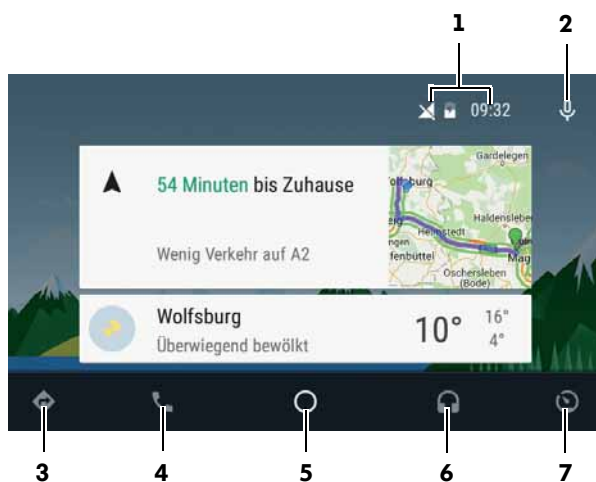 1 2
09:32
54 Minuten bis Zuhause
Wenig Verkehr auf A2
Gardelegen
Haldensleben
Helmstedt
fenbüttel
Mag
Oschersleben
(Bode)
Wolfsburg
Überwiegend bewölkt
10°
16°
4°
3 4 5 6 7